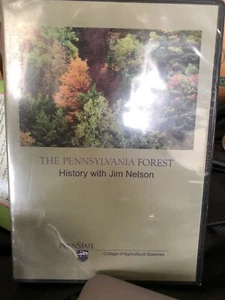 THE PENNSYLVANIA FOREST
History with Jim Nelson
PENNSTATE
College of Agricultural Sciences